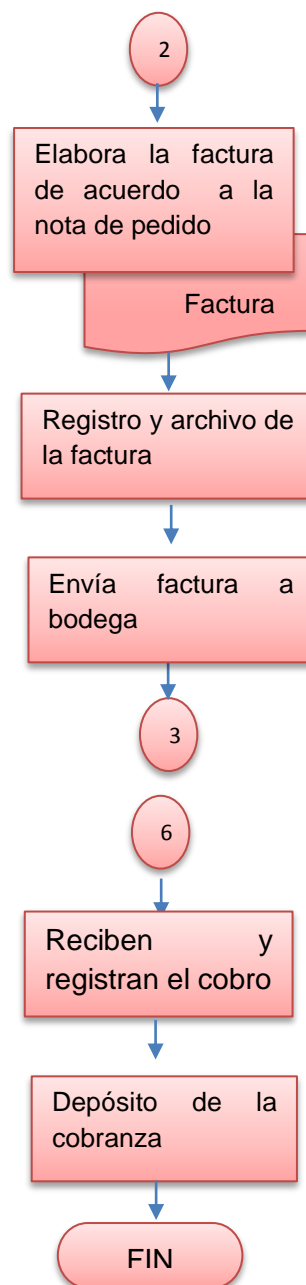 2
Elabora la factura
de acuerdo a la
nota de pedido
Factura
Registro y archivo de
la factura
Envía factura a
bodega
3
6
Reciben y
registran el cobro
Depósito de la
cobranza
FIN